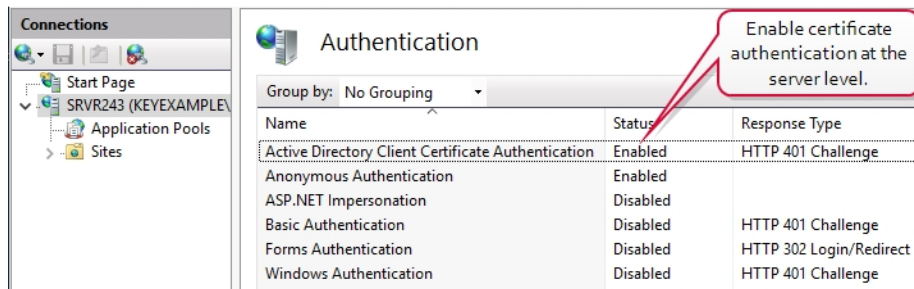 Connections
Start Page
SRVR243 (KEYEXAMPLE\
Application Pools
Sites
Authentication
Enable certificate
authentication at the
server level.
Group by: No Grouping
Name Status Response Type
Active Directory Client Certificate Authentication Enabled HTTP 401 Challenge
Anonymous Authentication Enabled
ASP.NET Impersonation Disabled
Basic Authentication Disabled HTTP 401 Challenge
Forms Authentication Disabled HTTP 302 Login/Redirect
Windows Authentication Disabled HTTP 401 Challenge